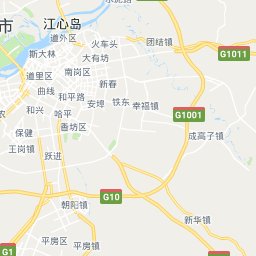 江心岛
道外区
火车头
团结镇
G1011
市
斯大林
大有坊
道里区
南岗区
新春
曲线
和平路
安埠
铁东
幸福镇
G1001
和兴
哈平
保健
香坊区
成高子镇
王岗镇
跃进
G10
朝阳镇
新华镇
平房区
平房镇
G1